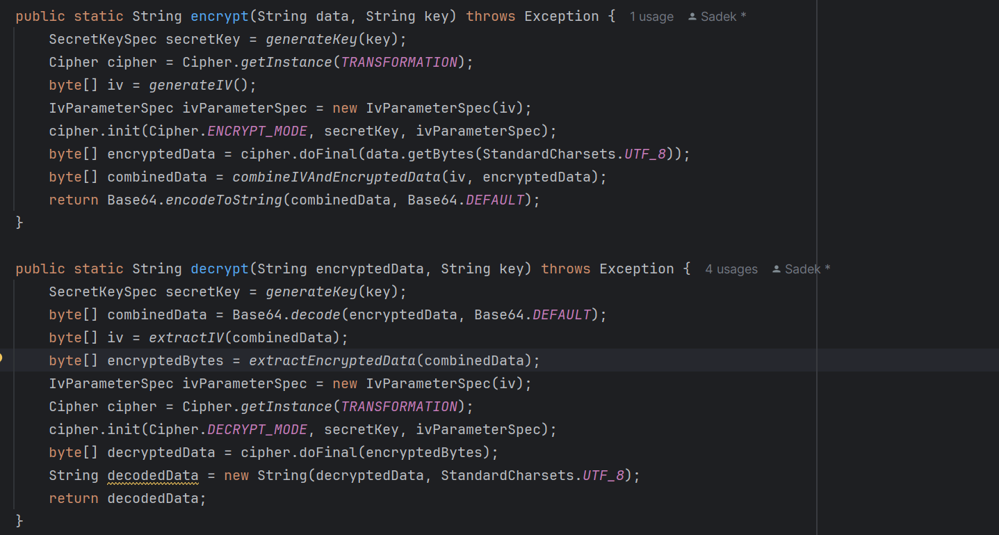 public static String encrypt(String data, String key) throws Exception { 1 usage Sadek *
SecretKeySpec secretKey = generateKey(key);
Cipher cipher = Cipher.getInstance(TRANSFORMATION);
byte[] iv = generateIV();
IvParameterSpec ivParameterSpec = new IvParameterSpec(iv);
cipher.init(Cipher.ENCRYPT_MODE, secretKey, ivParameterSpec);
byte[] encryptedData = cipher.doFinal(data.getBytes(StandardCharsets.UTF_8));
byte[] combinedData = combineIVAndEncryptedData(iv, encryptedData);
return Base64.encodeToString(combinedData, Base64.DEFAULT);
}
public static String decrypt(String encryptedData, String key) throws Exception { 4 usages Sadek *
SecretKeySpec secretKey = generateKey(key);
byte[] combinedData = Base64.decode(encryptedData, Base64.DEFAULT);
byte[] iv = extractIV(combinedData);
byte[] encryptedBytes = extractEncryptedData(combinedData);
IvParameterSpec ivParameterSpec = new IvParameterSpec(iv);
Cipher cipher = Cipher.getInstance(TRANSFORMATION);
cipher.init(Cipher.DECRYPT_MODE, secretKey, ivParameterSpec);
byte[] decryptedData = cipher.doFinal(encryptedBytes);
String decodedData = new String(decryptedData, StandardCharsets.UTF_8);
return decodedData;
}